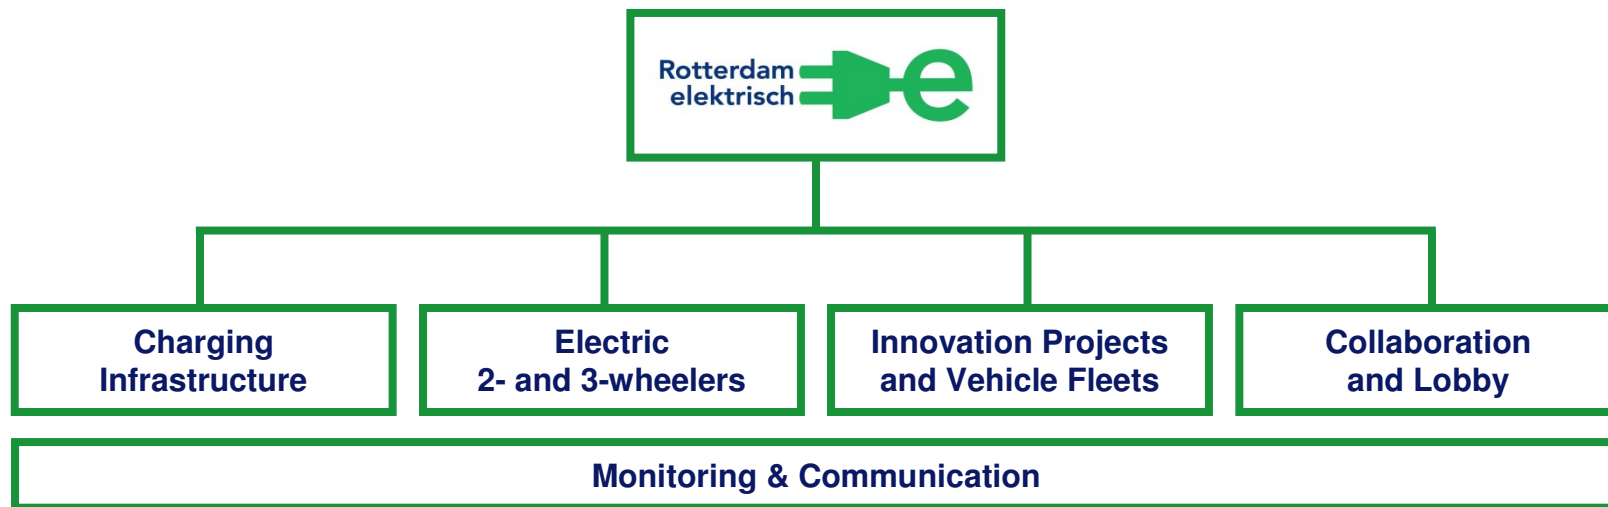 Rotterdam
elektrisch
e
Charging
Infrastructure
Electric
2- and 3-wheelers
Innovation Projects
and Vehicle Fleets
Collaboration
and Lobby
Monitoring & Communication